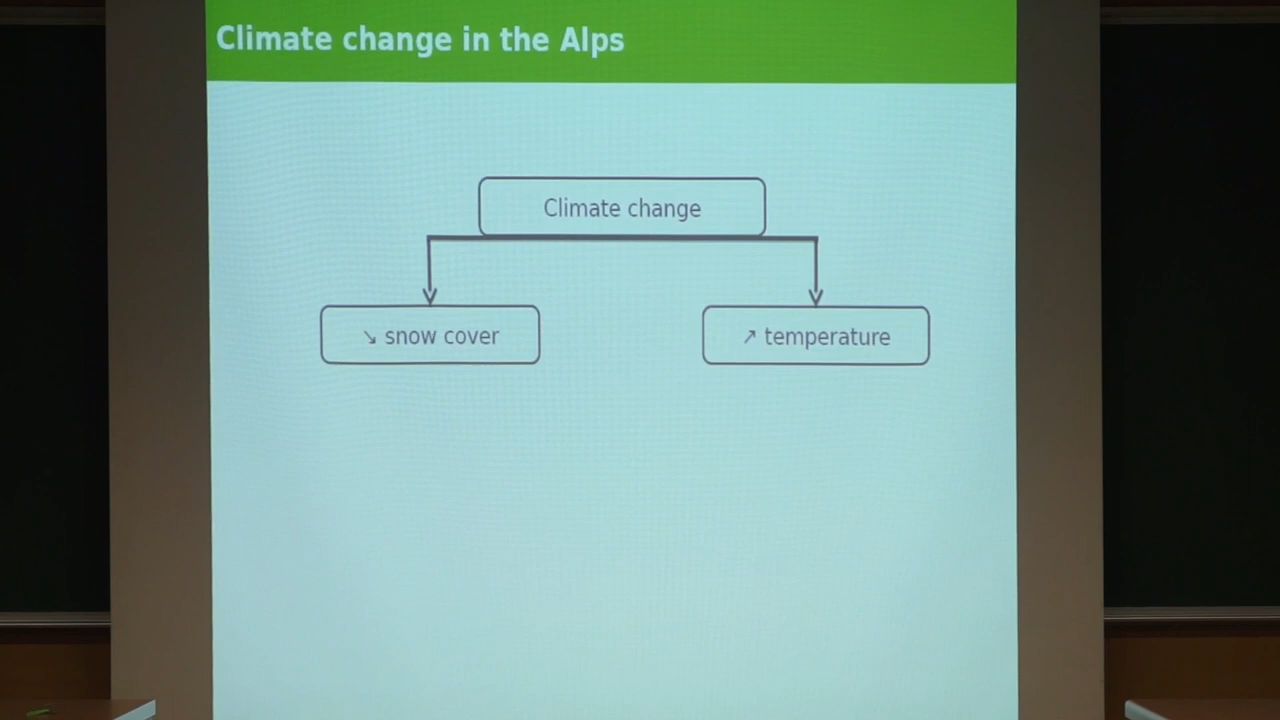 Climate change in the Alps
Climate change
↘ snow cover
↗ temperature